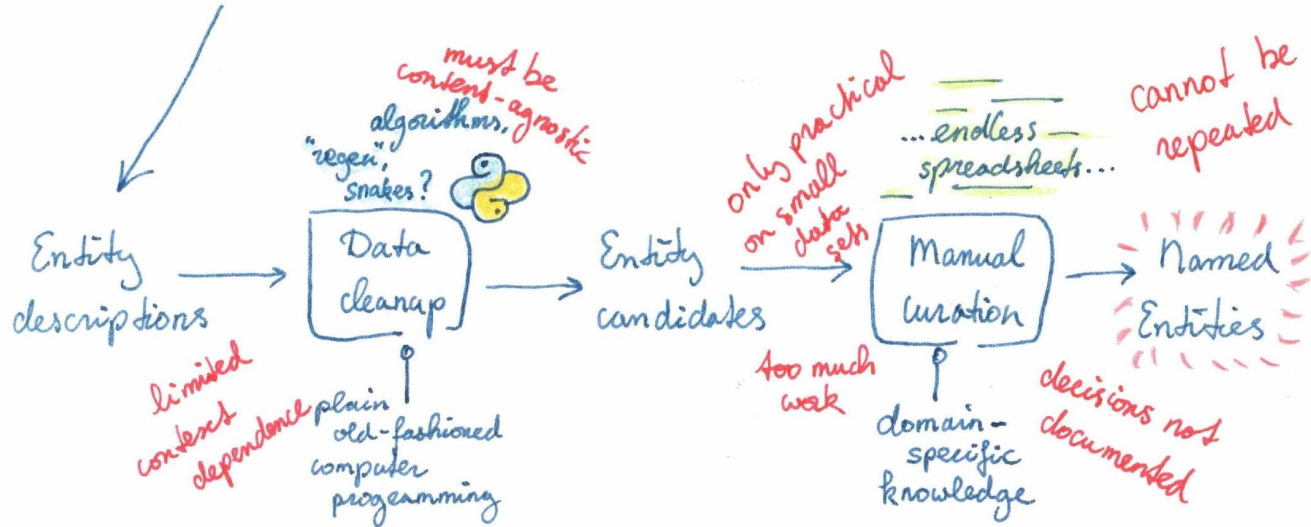 must be
content-agnostic
algorithms,
"regex",
snakes?
only practical
on small
data
sets
...endless
spreadsheets...
cannot be
repeated
Entity
descriptions
Data
cleanup
Entity
candidates
Manual
curation
Named
Entities
limited
context
dependence
plain
old-fashioned
computer
programming
too much
work
domain-
specific
knowledge
decisions not
documented